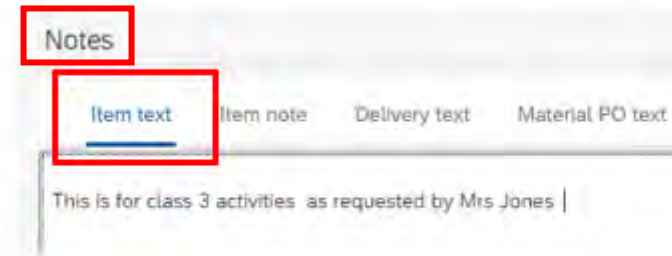 Notes
Item text Item note Delivery text Material PO text
This is for class 3 activities as requested by Mrs Jones